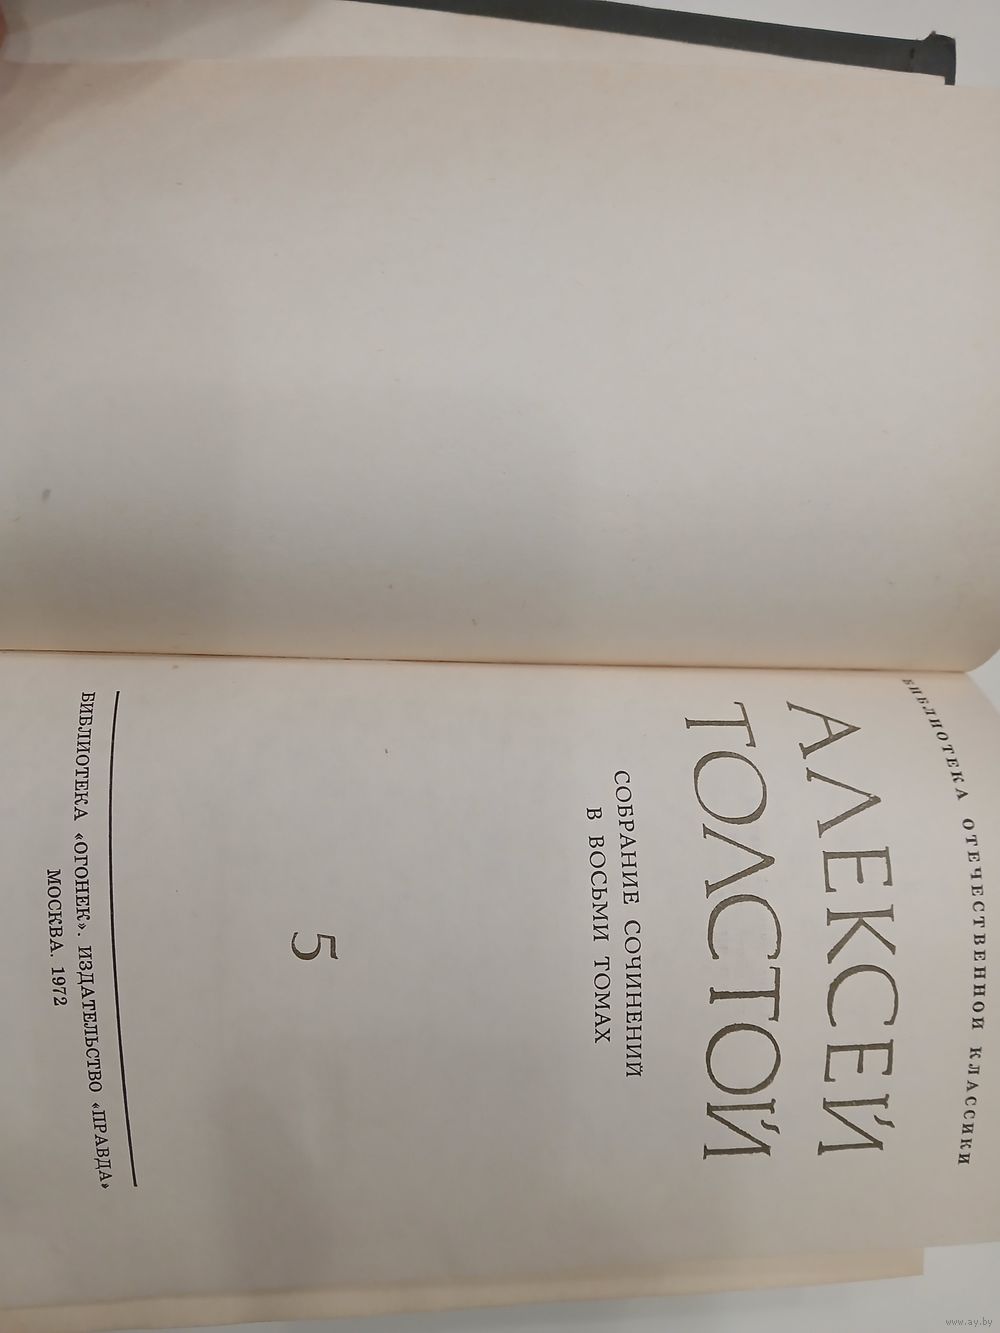 БИБЛИОТЕКА ОТЕЧЕСТВЕННОЙ КЛАССИКИ
АЛЕКСЕЙ
ТОЛСТОЙ
СОБРАНИЕ СОЧИНЕНИЙ
В ВОСЬМИ ТОМАХ
5
БИБЛИОТЕКА «ОГОНЕК». ИЗДАТЕЛЬСТВО «ПРАВДА»
МОСКВА. 1972
www.ay.by